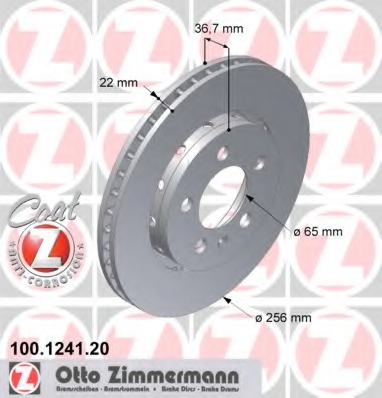 36,7 mm
22 mm
Coat
Z
ANTI-CORROSION
ø 65 mm
ø 256 mm
100.1241.20
Z
Otto Zimmermann
Bremsscheiben - Bremstrommeln • Brake Discs - Brake Drums